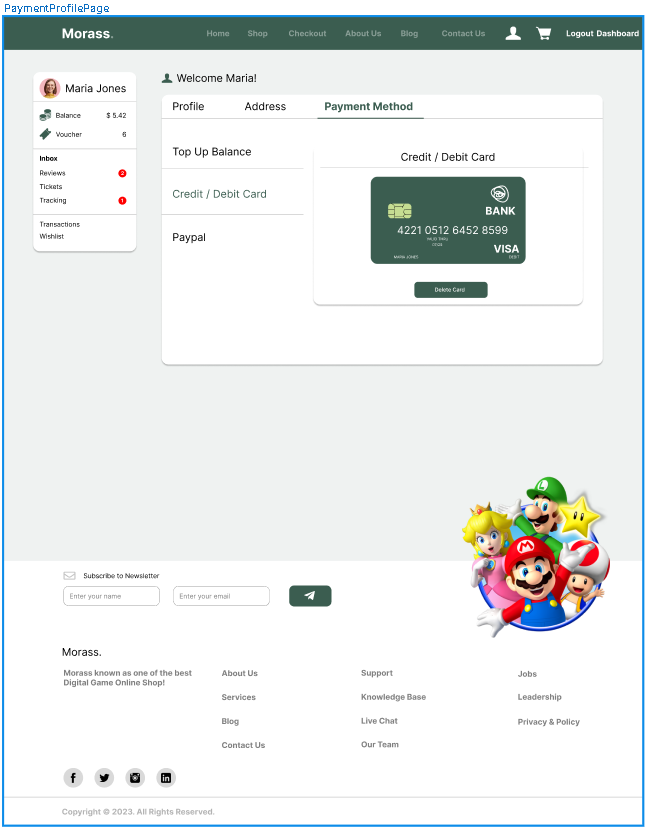 PaymentProfilePage
Morass.
Home Shop Checkout About Us Blog Contact Us Logout Dashboard
Maria Jones
Balance $ 5.42
Voucher 6
Inbox
Reviews 2
Tickets
Tracking 1
Transactions
Wishlist
Welcome Maria!
Profile Address Payment Method
Top Up Balance
Credit / Debit Card
Paypal
Credit / Debit Card
BANK
4221 0512 6452 8599
VALID THRU
VISA
MARIA JONES
DEBIT
Delete Card
L
M
Subscribe to Newsletter
Enter your name
Enter your email
Morass.
Morass known as one of the best
Digital Game Online Shop!
About Us
Services
Blog
Contact Us
Support
Knowledge Base
Live Chat
Our Team
Jobs
Leadership
Privacy & Policy
Copyright © 2023. All Rights Reserved.